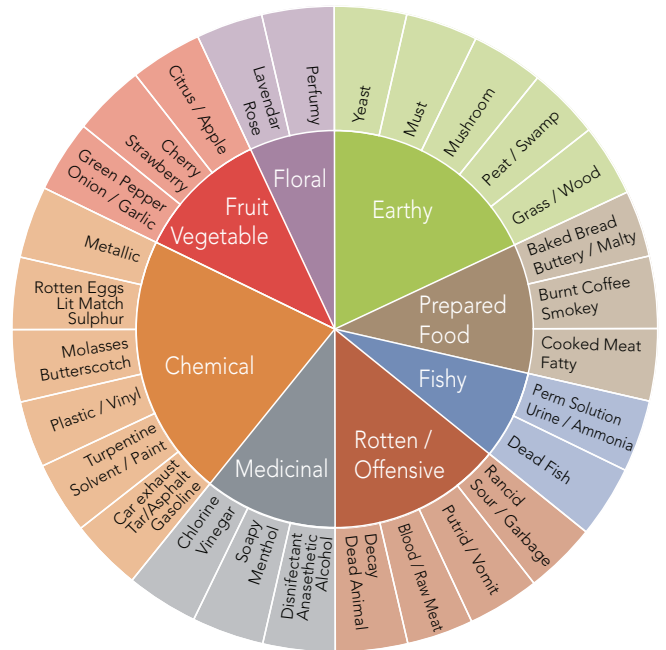 Floral
Perfumy
Lavendar
Rose
Earthy
Yeast
Must
Mushroom
Peat / Swamp
Grass / Wood
Prepared
Food
Baked Bread
Buttery / Malty
Burnt Coffee
Smokey
Cooked Meat
Fatty
Fishy
Perm Solution
Urine / Ammonia
Dead Fish
Rotten /
Offensive
Rancid
Sour / Garbage
Putrid / Vomit
Blood / Raw Meat
Decay
Dead Animal
Medicinal
Disnifectant
Anasethetic
Alcohol
Soapy
Menthol
Chlorine
Vinegar
Chemical
Car exhaust
Tar/Asphalt
Gasoline
Turpentine
Solvent / Paint
Plastic / Vinyl
Molasses
Butterscotch
Rotten Eggs
Lit Match
Sulphur
Metallic
Fruit
Vegetable
Green Pepper
Onion / Garlic
Cherry
Strawberry
Citrus / Apple